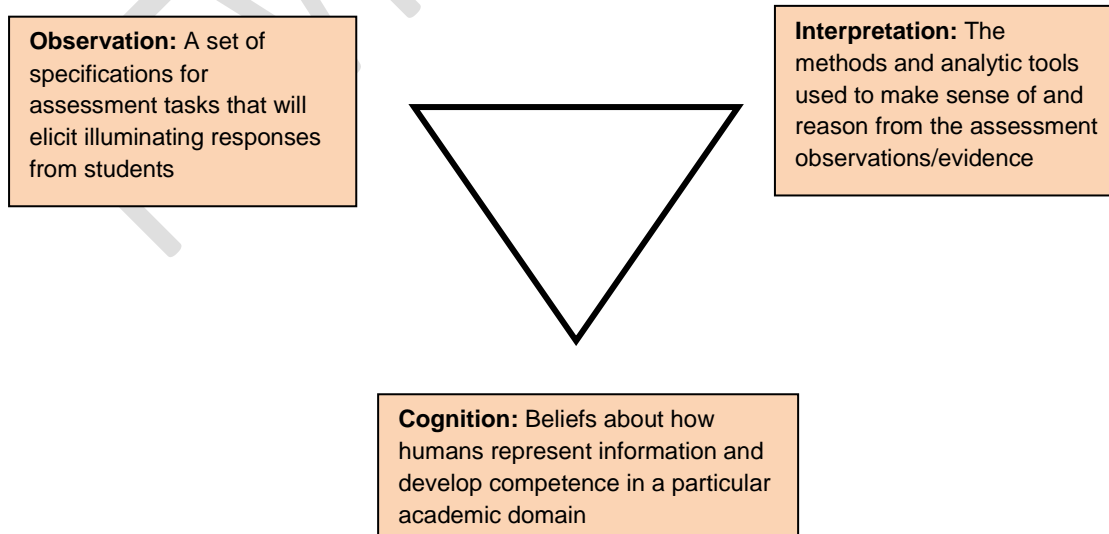 Observation: A set of
specifications for
assessment tasks that will
elicit illuminating responses
from students
Interpretation: The
methods and analytic tools
used to make sense of and
reason from the assessment
observations/evidence
Cognition: Beliefs about how
humans represent information and
develop competence in a particular
academic domain